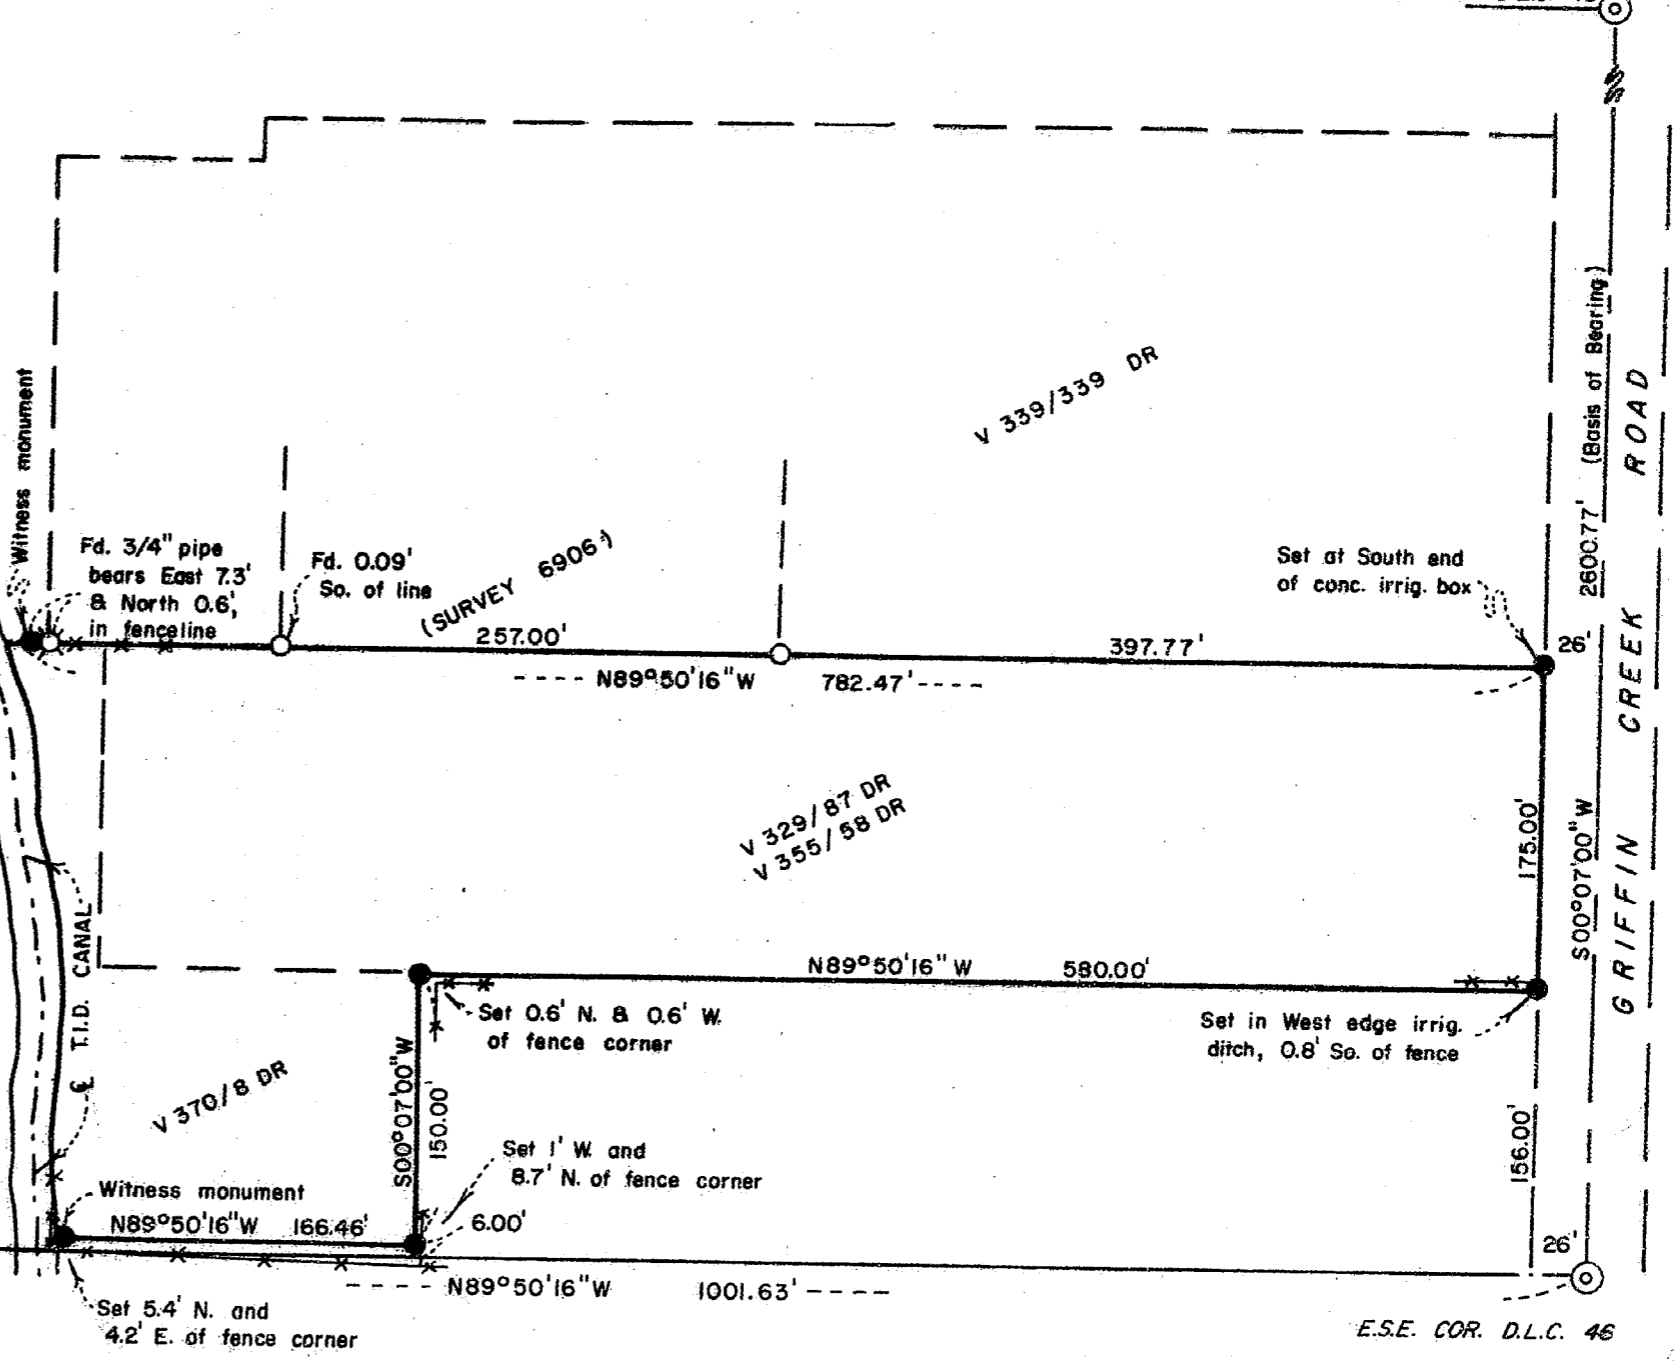 V 339/339 DR
2600.77' (Basis of Bearing)
GRIFFIN CREEK ROAD
Witness monument
Fd. 3/4" pipe
bears East 7.3'
& North 0.6',
in fenceline
Fd. 0.09'
So. of line
(SURVEY 6906)
257.00'
397.77'
N89°50'16"W 782.47'
Set at South end
of conc. irrig. box
26'
V 329/87 DR
V 355/58 DR
175.00'
S00°07'00"W
N89°50'16"W 580.00'
Set 0.6' N. & 0.6' W.
of fence corner
Set in West edge irrig.
ditch, 0.8' So. of fence
℄ T.I.D. CANAL
V 370/8 DR
S00°07'00"W
150.00'
156.00'
Set 1' W. and
8.7' N. of fence corner
Witness monument
N89°50'16"W 166.46'
6.00'
26'
N89°50'16"W 1001.63'
Set 5.4' N. and
4.2' E. of fence corner
E.S.E. COR. D.L.C. 46